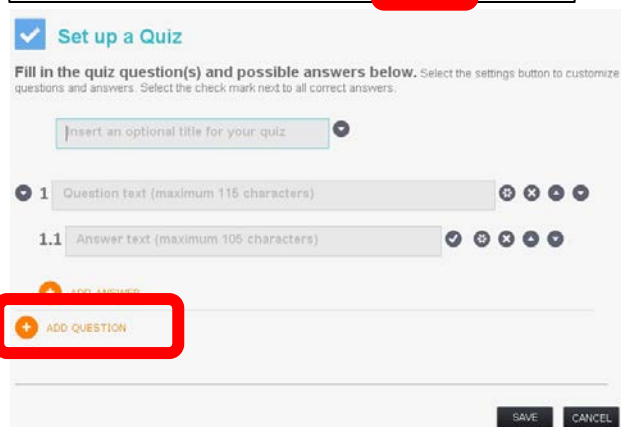 Set up a Quiz
Fill in the quiz question(s) and possible answers below. Select the settings button to customize
questions and answers. Select the check mark next to all correct answers.
Insert an optional title for your quiz
1 Question text (maximum 115 characters)
1.1 Answer text (maximum 105 characters)
ADD ANSWER
ADD QUESTION
SAVE CANCEL